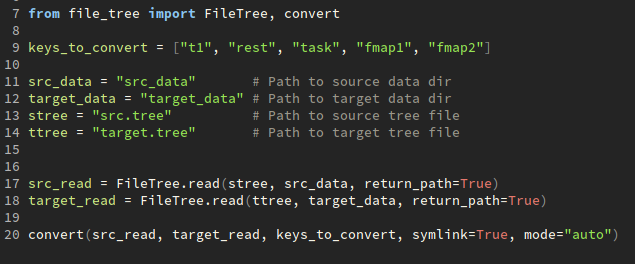 7 from file_tree import FileTree, convert
8
9 keys_to_convert = ["t1", "rest", "task", "fmap1", "fmap2"]
10
11 src_data = "src_data"       # Path to source data dir
12 target_data = "target_data" # Path to target data dir
13 stree = "src.tree"          # Path to source tree file
14 ttree = "target.tree"       # Path to target tree file
15
16
17 src_read = FileTree.read(stree, src_data, return_path=True)
18 target_read = FileTree.read(ttree, target_data, return_path=True)
19
20 convert(src_read, target_read, keys_to_convert, symlink=True, mode="auto")